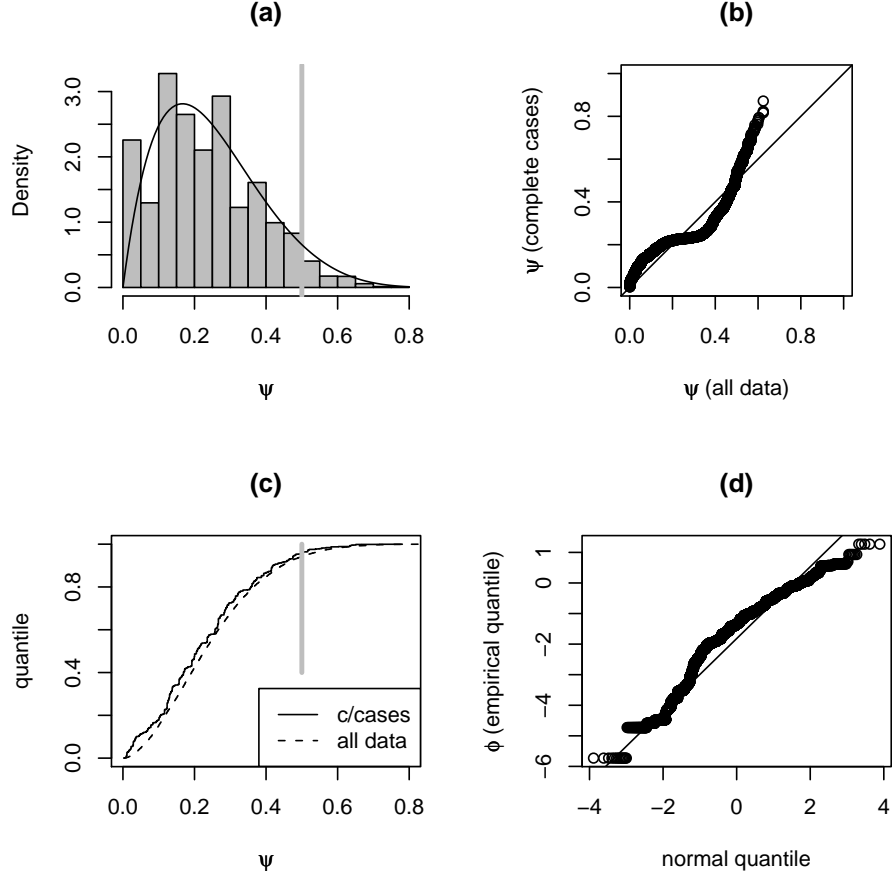 (a)
Density
0.0 1.0 2.0 3.0
0.0 0.2 0.4 0.6 0.8
ψ
(b)
ψ (complete cases)
0.0 0.4 0.8
0.0 0.4 0.8
ψ (all data)
(c)
quantile
0.0 0.4 0.8
c/cases
all data
0.0 0.2 0.4 0.6 0.8
ψ
(d)
ϕ (empirical quantile)
−6 −4 −2 0 1
−4 −2 0 2 4
normal quantile